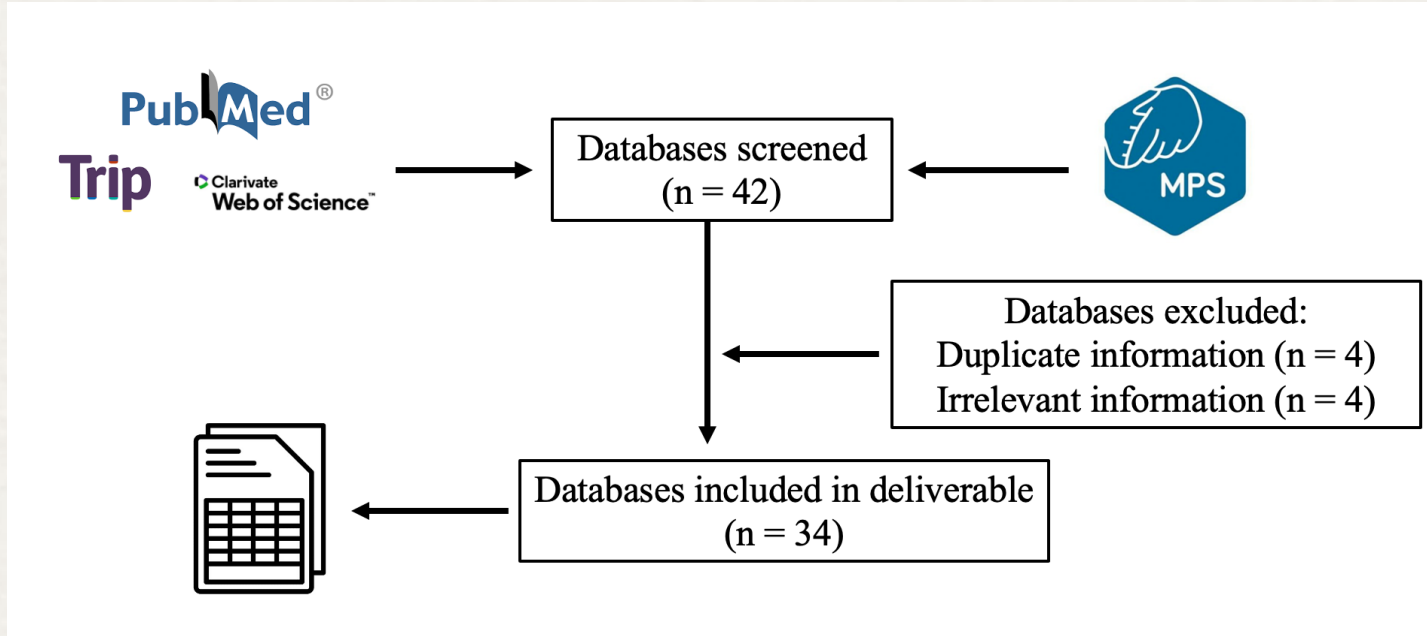 PubMed®
Trip
Clarivate
Web of Science™
Databases screened
(n = 42)
MPS
Databases excluded:
Duplicate information (n = 4)
Irrelevant information (n = 4)
Databases included in deliverable
(n = 34)